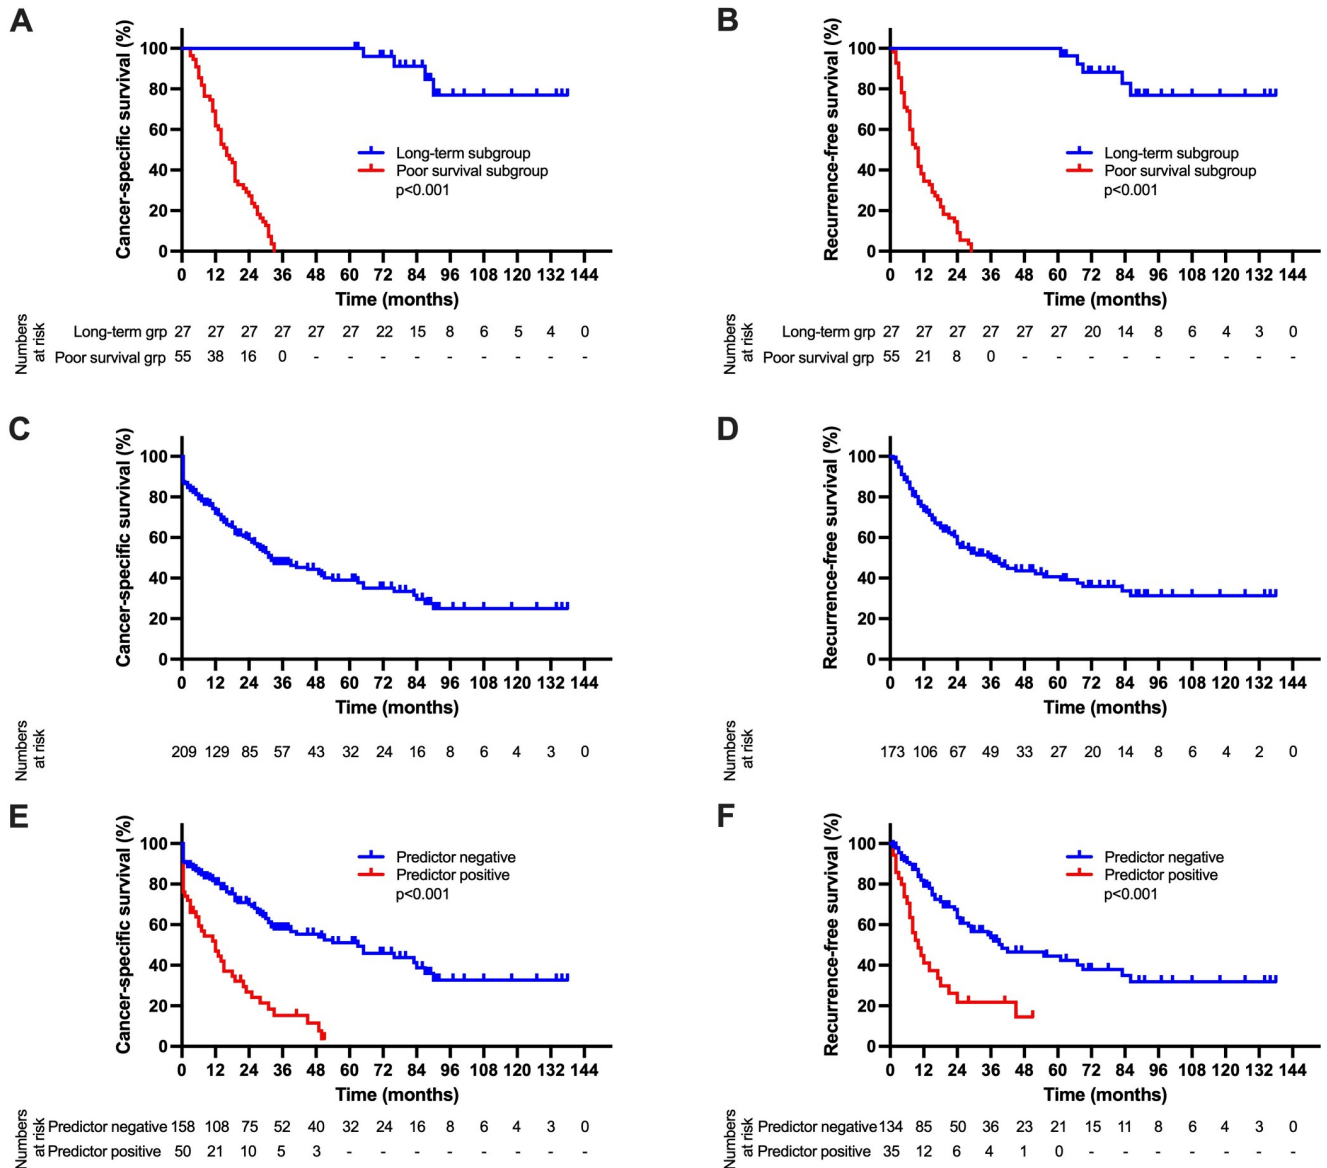 A
Cancer-specific survival (%)
100
80
60
40
20
0
0 12 24 36 48 60 72 84 96 108 120 132 144
Time (months)
Long-term subgroup
Poor survival subgroup
p<0.001
Numbers at risk
Long-term grp 27 27 27 27 27 27 22 15 8 6 5 4 0
Poor survival grp 55 38 16 0 - - - - - - - - -
B
Recurrence-free survival (%)
100
80
60
40
20
0
0 12 24 36 48 60 72 84 96 108 120 132 144
Time (months)
Long-term subgroup
Poor survival subgroup
p<0.001
Numbers at risk
Long-term grp 27 27 27 27 27 27 20 14 8 6 4 3 0
Poor survival grp 55 21 8 0 - - - - - - - - -
C
Cancer-specific survival (%)
100
80
60
40
20
0
0 12 24 36 48 60 72 84 96 108 120 132 144
Time (months)
Numbers at risk
209 129 85 57 43 32 24 16 8 6 4 3 0
D
Recurrence-free survival (%)
100
80
60
40
20
0
0 12 24 36 48 60 72 84 96 108 120 132 144
Time (months)
Numbers at risk
173 106 67 49 33 27 20 14 8 6 4 2 0
E
Cancer-specific survival (%)
100
80
60
40
20
0
0 12 24 36 48 60 72 84 96 108 120 132 144
Time (months)
Predictor negative
Predictor positive
p<0.001
Numbers at risk
Predictor negative 158 108 75 52 40 32 24 16 8 6 4 3 0
Predictor positive 50 21 10 5 3 - - - - - - - -
F
Recurrence-free survival (%)
100
80
60
40
20
0
0 12 24 36 48 60 72 84 96 108 120 132 144
Time (months)
Predictor negative
Predictor positive
p<0.001
Numbers at risk
Predictor negative 134 85 50 36 23 21 15 11 8 6 4 3 0
Predictor positive 35 12 6 4 1 0 - - - - - - -